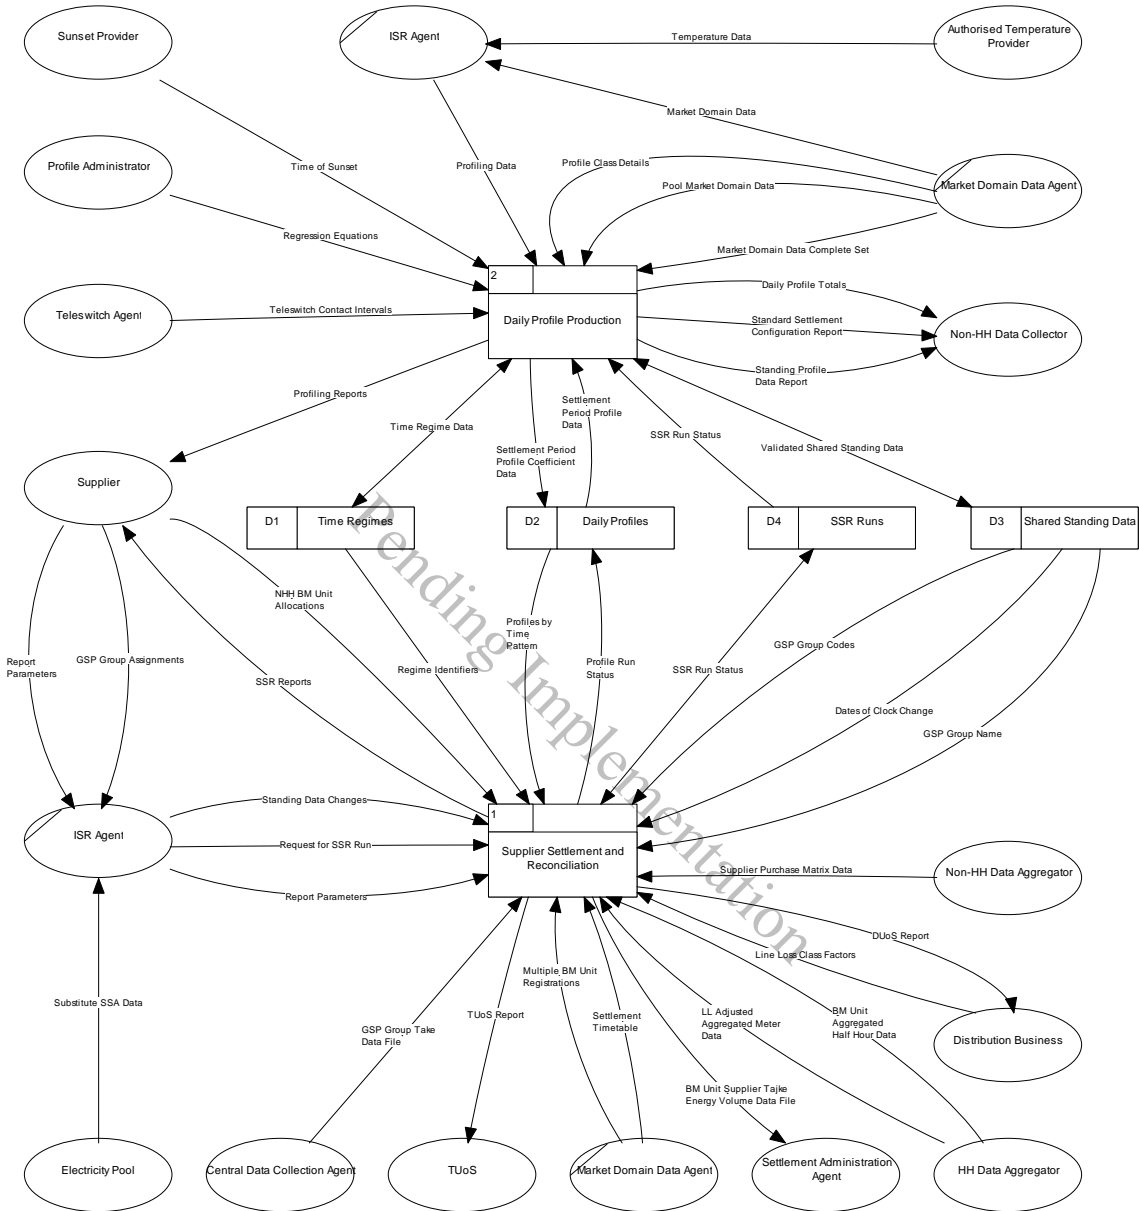 Sunset Provider
ISR Agent
Authorised Temperature
Provider
Temperature Data
Market Domain Data
Profile Administrator
Time of Sunset
Profiling Data
Profile Class Details
Pool Market Domain Data
Market Domain Data Agent
Regression Equations
Market Domain Data Complete Set
2
Daily Profile Production
Teleswitch Agent
Teleswitch Contact Intervals
Daily Profile Totals
Standard Settlement
Configuration Report
Non-HH Data Collector
Standing Profile
Data Report
Profiling Reports
Time Regime Data
Settlement
Period Profile
Data
Settlement Period
Profile Coefficient
Data
SSR Run Status
Validated Shared Standing Data
Supplier
D1
Time Regimes
D2
Daily Profiles
D4
SSR Runs
D3
Shared Standing Data
Pending Implementation
NHH BM Unit
Allocations
Report
Parameters
GSP Group Assignments
SSR Reports
Regime Identifiers
Profiles by
Time
Pattern
Profile Run
Status
SSR Run Status
GSP Group Codes
Dates of Clock Change
GSP Group Name
ISR Agent
Standing Data Changes
Request for SSR Run
Report Parameters
1
Supplier Settlement and
Reconciliation
Supplier Purchase Matrix Data
Non-HH Data Aggregator
DUoS Report
Line Loss Class Factors
Substitute SSA Data
GSP Group Take
Data File
TUoS Report
Multiple BM Unit
Registrations
Settlement
Timetable
LL Adjusted
Aggregated Meter
Data
BM Unit
Aggregated
Half Hour Data
Distribution Business
BM Unit Supplier Tajke
Energy Volume Data File
Electricity Pool
Central Data Collection Agent
TUoS
Market Domain Data Agent
Settlement Administration
Agent
HH Data Aggregator